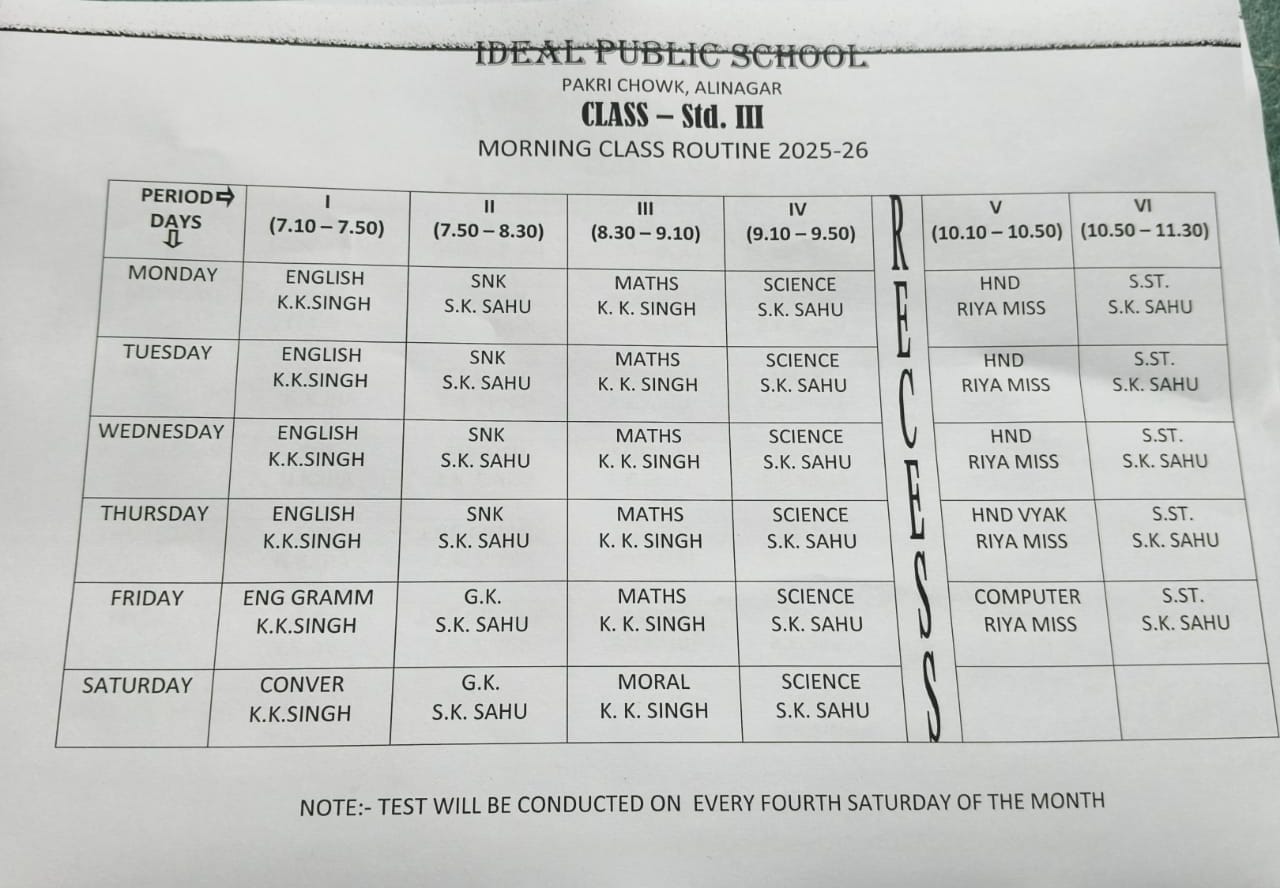 IDEAL PUBLIC SCHOOL
PAKRI CHOWK, ALINAGAR
CLASS – Std. III
MORNING CLASS ROUTINE 2025-26
PERIOD⇨ I II III IV V VI
DAYS (7.10 – 7.50) (7.50 – 8.30) (8.30 – 9.10) (9.10 – 9.50) (10.10 – 10.50) (10.50 – 11.30)
⇩
RECESS
MONDAY ENGLISH SNK MATHS SCIENCE HND S.ST.
K.K.SINGH S.K. SAHU K. K. SINGH S.K. SAHU RIYA MISS S.K. SAHU
TUESDAY ENGLISH SNK MATHS SCIENCE HND S.ST.
K.K.SINGH S.K. SAHU K. K. SINGH S.K. SAHU RIYA MISS S.K. SAHU
WEDNESDAY ENGLISH SNK MATHS SCIENCE HND S.ST.
K.K.SINGH S.K. SAHU K. K. SINGH S.K. SAHU RIYA MISS S.K. SAHU
THURSDAY ENGLISH SNK MATHS SCIENCE HND VYAK S.ST.
K.K.SINGH S.K. SAHU K. K. SINGH S.K. SAHU RIYA MISS S.K. SAHU
FRIDAY ENG GRAMM G.K. MATHS SCIENCE COMPUTER S.ST.
K.K.SINGH S.K. SAHU K. K. SINGH S.K. SAHU RIYA MISS S.K. SAHU
SATURDAY CONVER G.K. MORAL SCIENCE
K.K.SINGH S.K. SAHU K. K. SINGH S.K. SAHU
NOTE:- TEST WILL BE CONDUCTED ON EVERY FOURTH SATURDAY OF THE MONTH